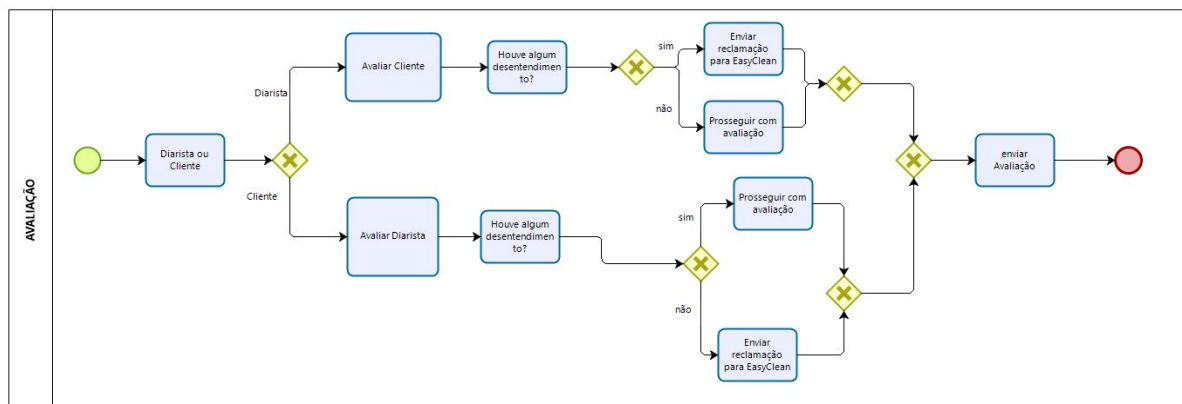 AVALIAÇÃO
Diarista ou
Cliente
Diarista
Cliente
Avaliar Cliente
Houve algum
desentendimen
to?
sim
não
Enviar
reclamação
para EasyClean
Prosseguir com
avaliação
Avaliar Diarista
Houve algum
desentendimen
to?
sim
não
Prosseguir com
avaliação
Enviar
reclamação
para EasyClean
enviar
Avaliação